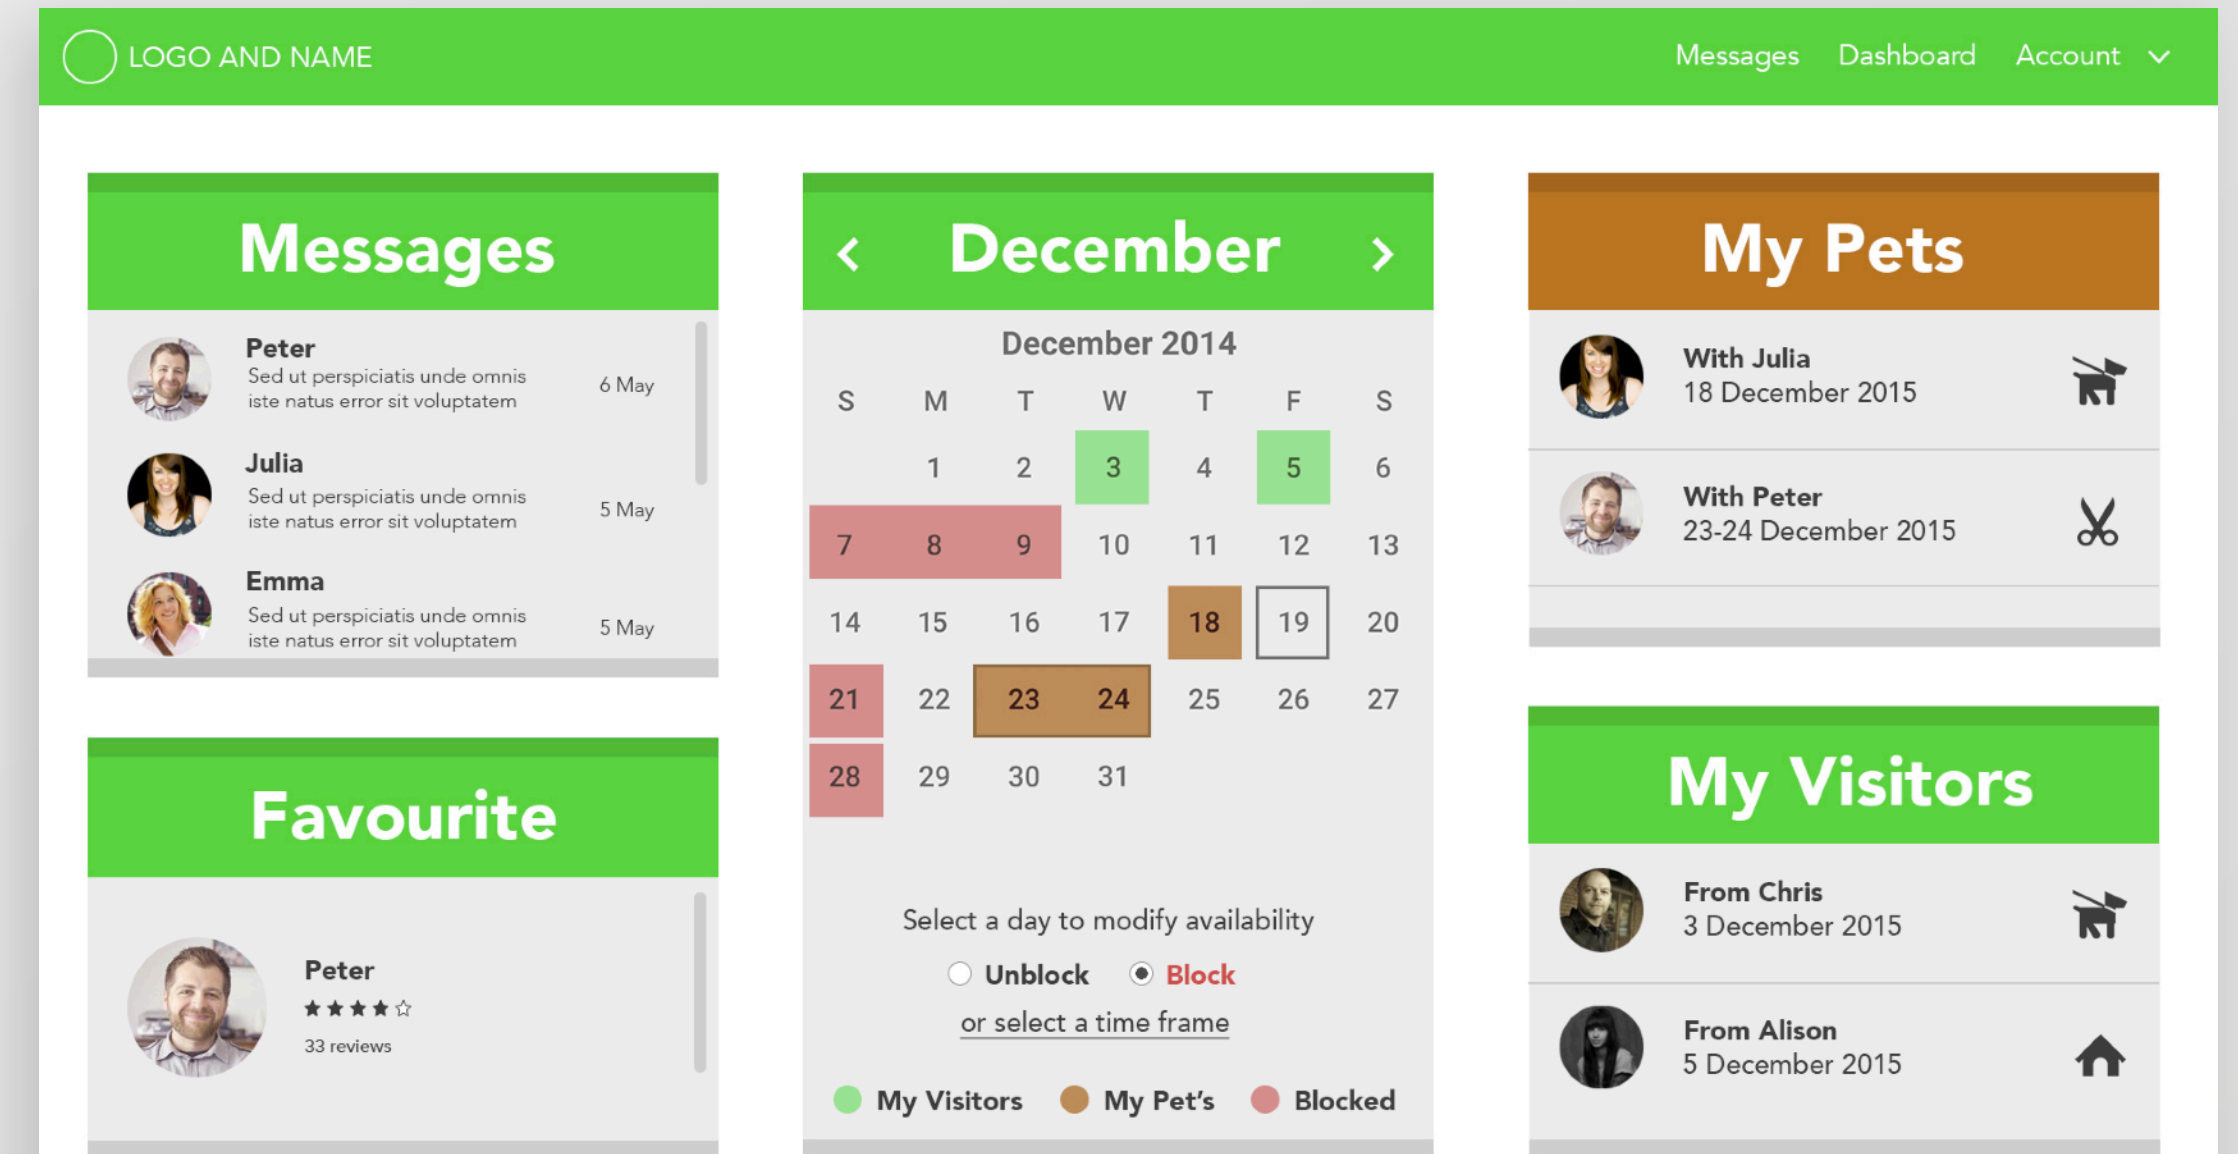 LOGO AND NAME
Messages Dashboard Account
Messages
Peter
Sed ut perspiciatis unde omnis
iste natus error sit voluptatem
6 May
Julia
Sed ut perspiciatis unde omnis
iste natus error sit voluptatem
5 May
Emma
Sed ut perspiciatis unde omnis
iste natus error sit voluptatem
5 May
Favourite
Peter
33 reviews
December
December 2014
S M T W T F S
1 2 3 4 5 6
7 8 9 10 11 12 13
14 15 16 17 18 19 20
21 22 23 24 25 26 27
28 29 30 31
Select a day to modify availability
Unblock Block
or select a time frame
My Visitors My Pet's Blocked
My Pets
With Julia
18 December 2015
With Peter
23-24 December 2015
My Visitors
From Chris
3 December 2015
From Alison
5 December 2015